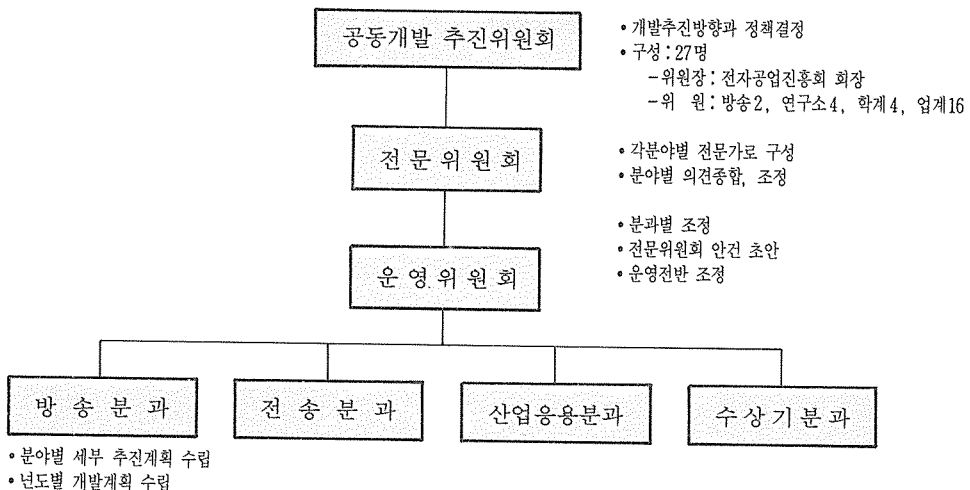 공동개발 추진위원회
• 개발추진방향과 정책결정
• 구성 : 27명
－위원장 : 전자공업진흥회 회장
－위 원 : 방송2, 연구소4, 학계4, 업계16
전 문 위 원 회
• 각분야별 전문가로 구성
• 분야별 의견종합, 조정
운 영 위 원 회
• 분과별 조정
• 전문위원회 안건 초안
• 운영전반 조정
방 송 분 과
전 송 분 과
산업응용분과
수상기분과
• 분야별 세부 추진계획 수립
• 년도별 개발계획 수립